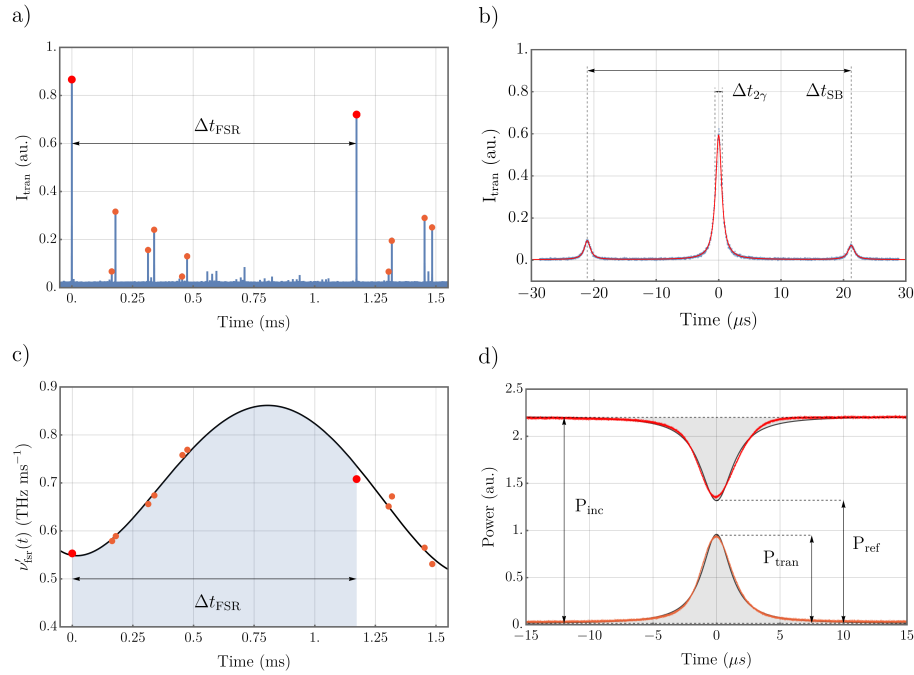 a)
1.
0.8
0.6
0.4
0.2
0.
I_tran (au.)
Δt_FSR
0.
0.25
0.5
0.75
1.
1.25
1.5
Time (ms)
b)
1.
0.8
0.6
0.4
0.2
0.
I_tran (au.)
Δt_2γ
Δt_SB
−30
−20
−10
0
10
20
30
Time (μs)
c)
0.9
0.8
0.7
0.6
0.5
0.4
ν′_fsr(t) (THz ms⁻¹)
Δt_FSR
0.
0.25
0.5
0.75
1.
1.25
1.5
Time (ms)
d)
2.5
2.
1.5
1.
0.5
0.
Power (au.)
P_inc
P_tran
P_ref
−15
−10
−5
0
5
10
15
Time (μs)